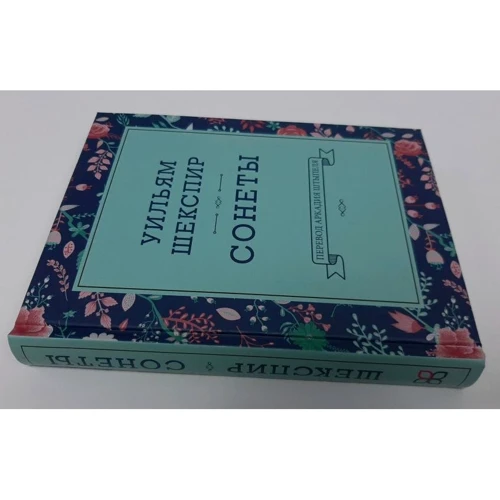 УИЛЬЯМ
ШЕКСПИР
СОНЕТЫ
ПЕРЕВОД АРКАДИЯ ШТЫПЕЛЯ
ШЕКСПИР СОНЕТЫ